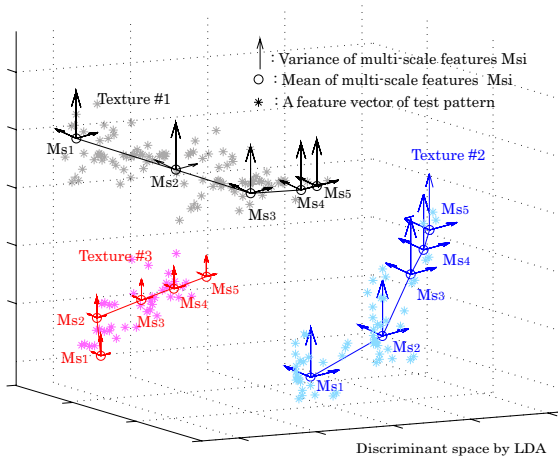 : Variance of multi-scale features Msi
: Mean of multi-scale features Msi
: A feature vector of test pattern
Texture #1
Ms1
Ms2
Ms3
Ms4
Ms5
Texture #2
Ms5
Ms4
Ms3
Ms2
Ms1
Texture #3
Ms5
Ms4
Ms3
Ms2
Ms1
Discriminant space by LDA